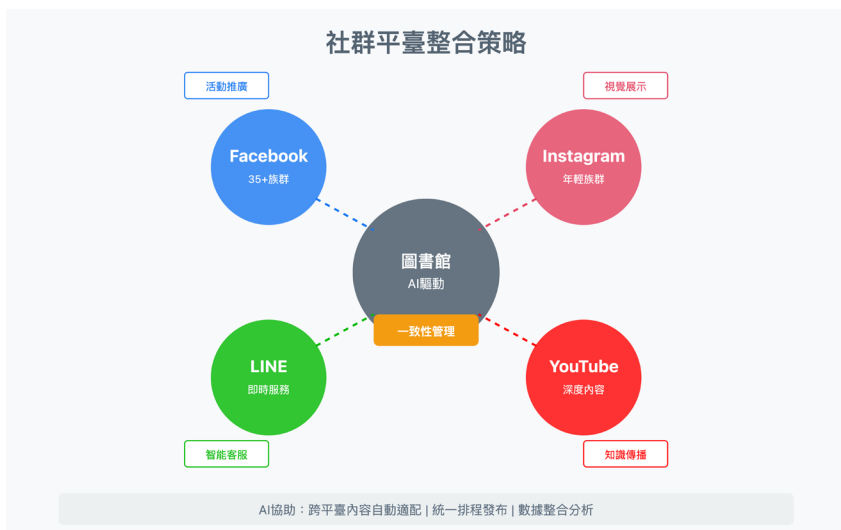 社群平臺整合策略
活動推廣
視覺展示
Facebook
35+族群
Instagram
年輕族群
圖書館
AI驅動
一致性管理
LINE
即時服務
YouTube
深度內容
智能客服
知識傳播
AI協助：跨平臺內容自動適配 | 統一排程發布 | 數據整合分析